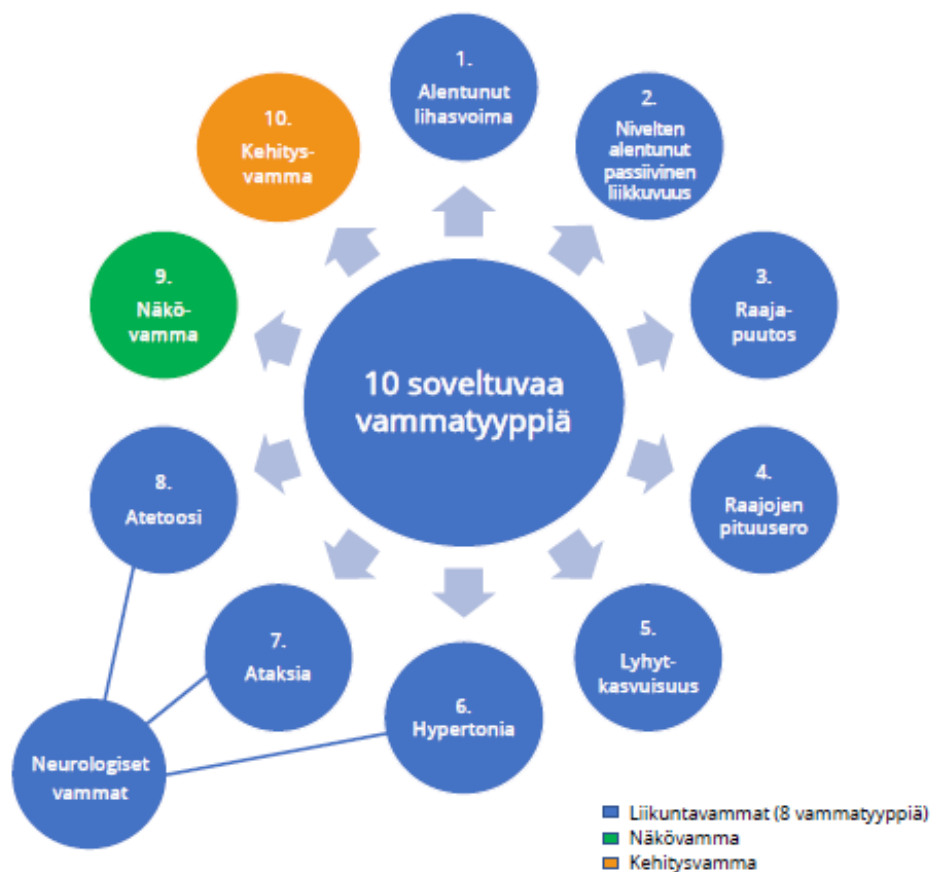 10 soveltuvaa
vammatyyppiä
1.
Alentunut
lihasvoima
2.
Nivelten
alentunut
passiivinen
liikkuvuus
3.
Raaja-
puutos
4.
Raajojen
pituusero
5.
Lyhyt-
kasvuisuus
6.
Hypertonia
7.
Ataksia
8.
Atetoosi
9.
Näkö-
vamma
10.
Kehitys-
vamma
Neurologiset
vammat
Liikuntavammat (8 vammatyyppiä)
Näkövamma
Kehitysvamma